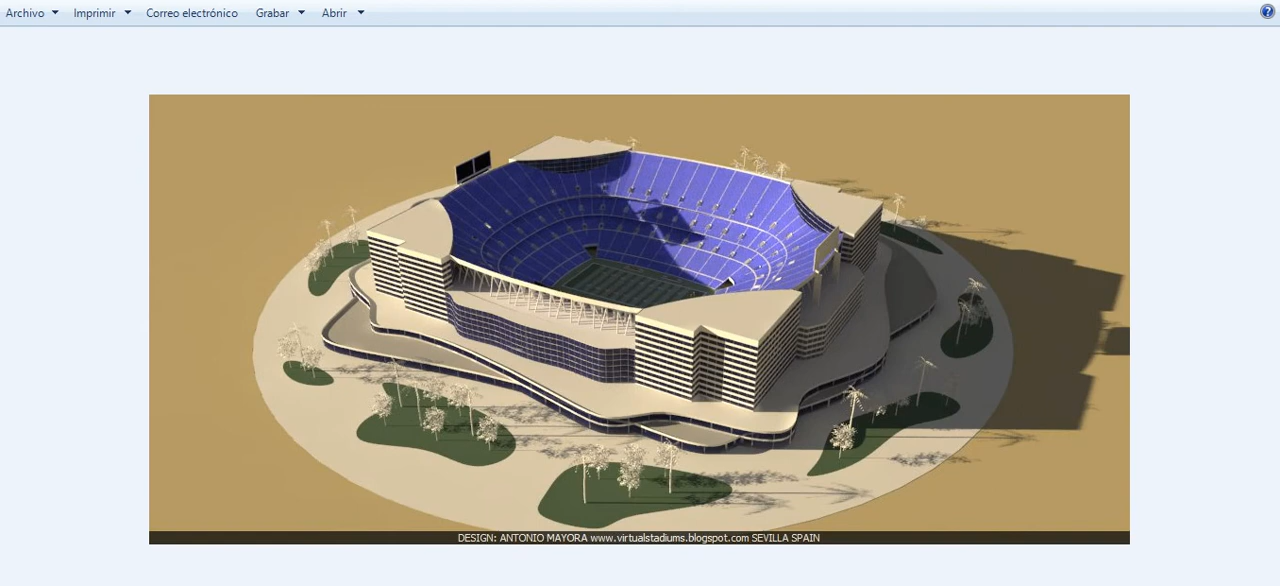 Archivo Imprimir Correo electrónico Grabar Abrir ?
DESIGN: ANTONIO MAYORA www.virtualstadiums.blogspot.com SEVILLA SPAIN